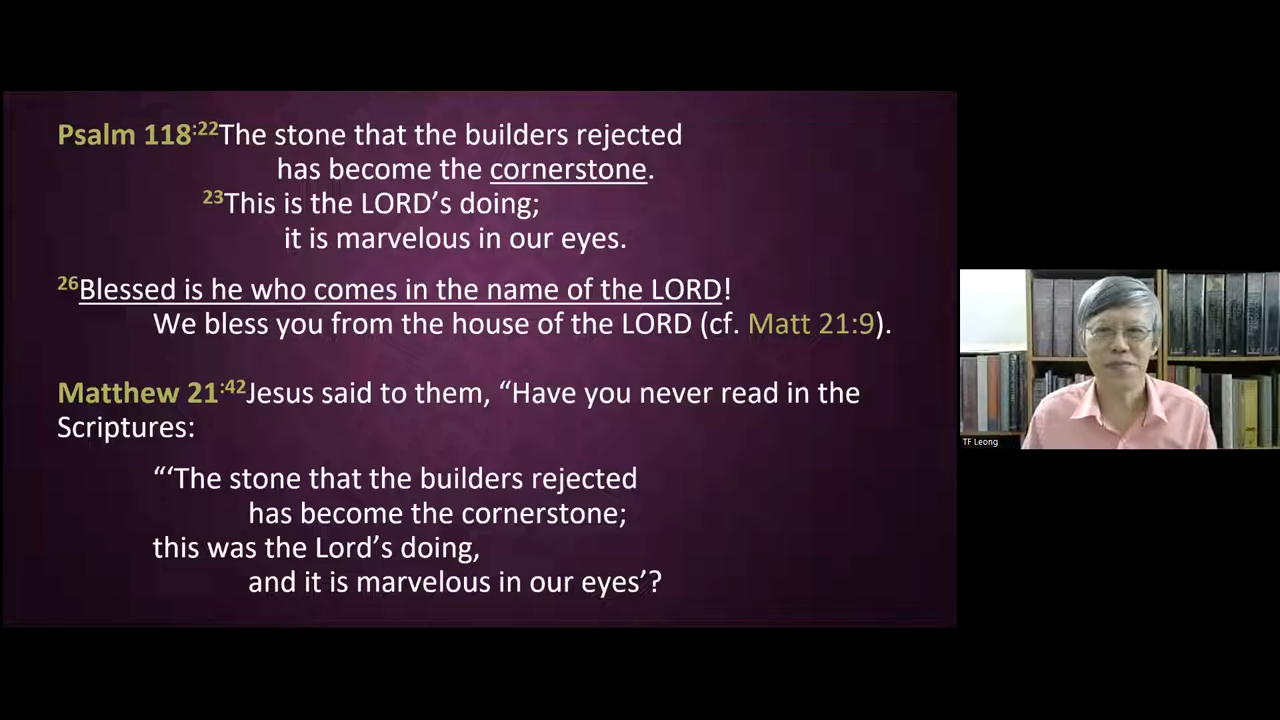 Psalm 118:22The stone that the builders rejected
has become the cornerstone.
23This is the LORD’s doing;
it is marvelous in our eyes.
26Blessed is he who comes in the name of the LORD!
We bless you from the house of the LORD (cf. Matt 21:9).
Matthew 21:42Jesus said to them, “Have you never read in the
Scriptures:
“‘The stone that the builders rejected
has become the cornerstone;
this was the Lord’s doing,
and it is marvelous in our eyes’?
TF Leong